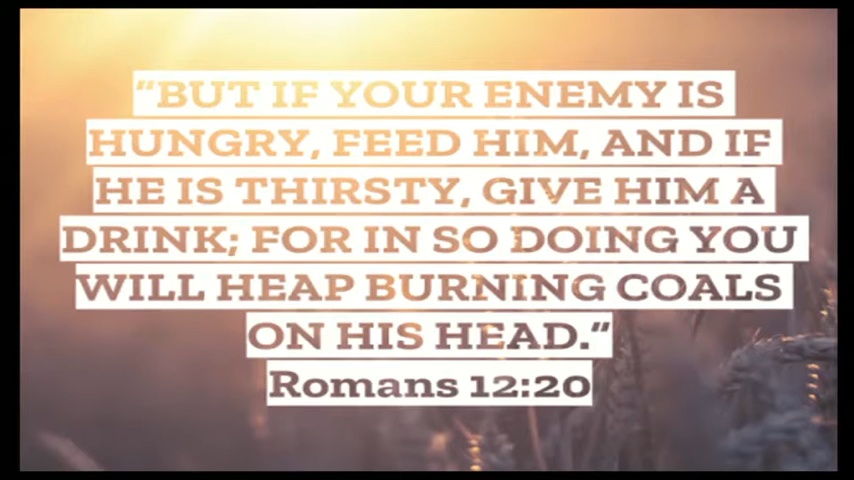 “BUT IF YOUR ENEMY IS
HUNGRY, FEED HIM, AND IF
HE IS THIRSTY, GIVE HIM A
DRINK; FOR IN SO DOING YOU
WILL HEAP BURNING COALS
ON HIS HEAD.”
Romans 12:20